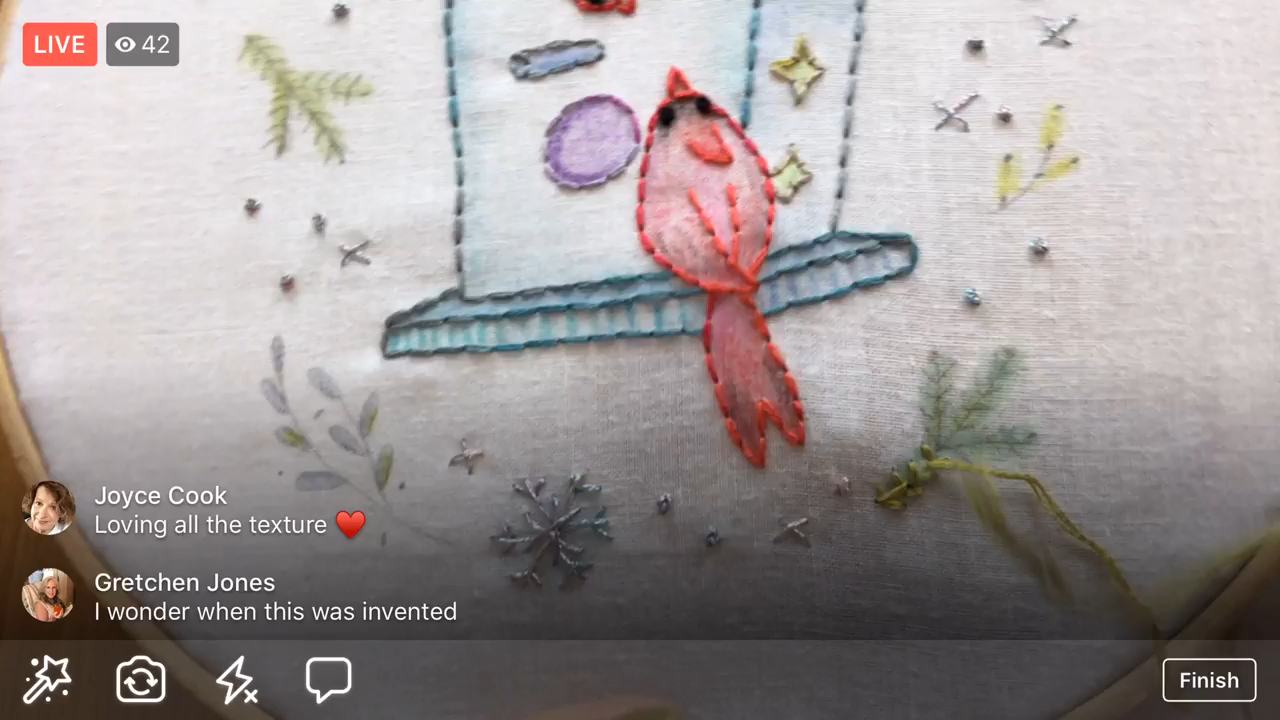 LIVE
42
Joyce Cook
Loving all the texture ❤️
Gretchen Jones
I wonder when this was invented
Finish